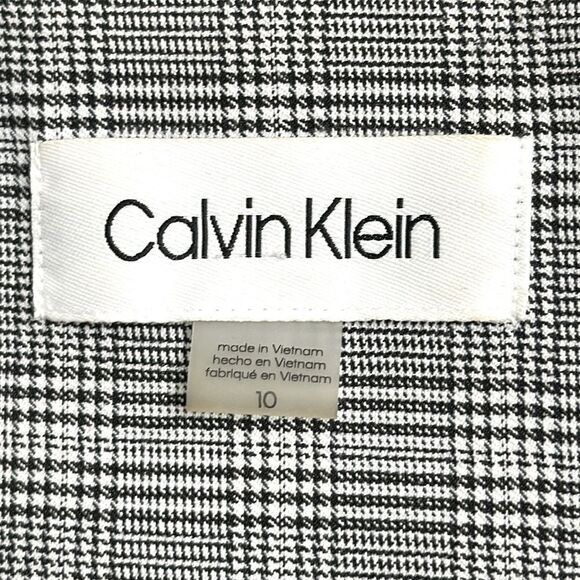 Calvin Klein
made in Vietnam
hecho en Vietnam
fabriqué en Vietnam
10